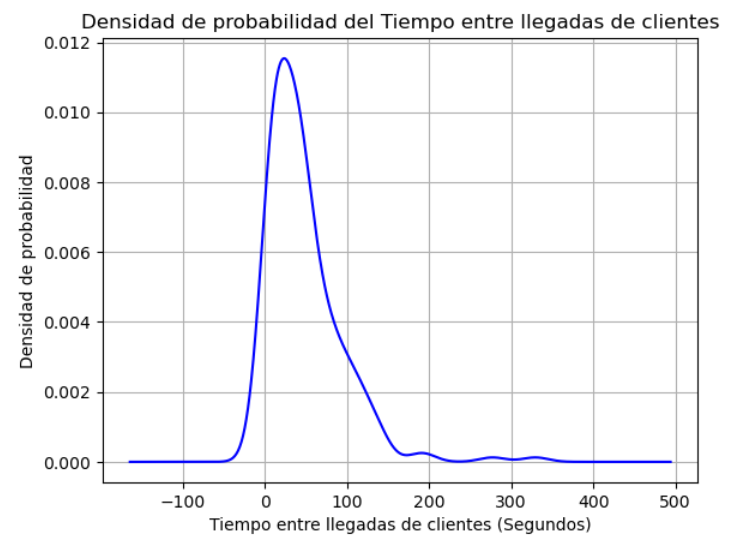 Densidad de probabilidad del Tiempo entre llegadas de clientes
Densidad de probabilidad
0.012
0.010
0.008
0.006
0.004
0.002
0.000
−100 0 100 200 300 400 500
Tiempo entre llegadas de clientes (Segundos)